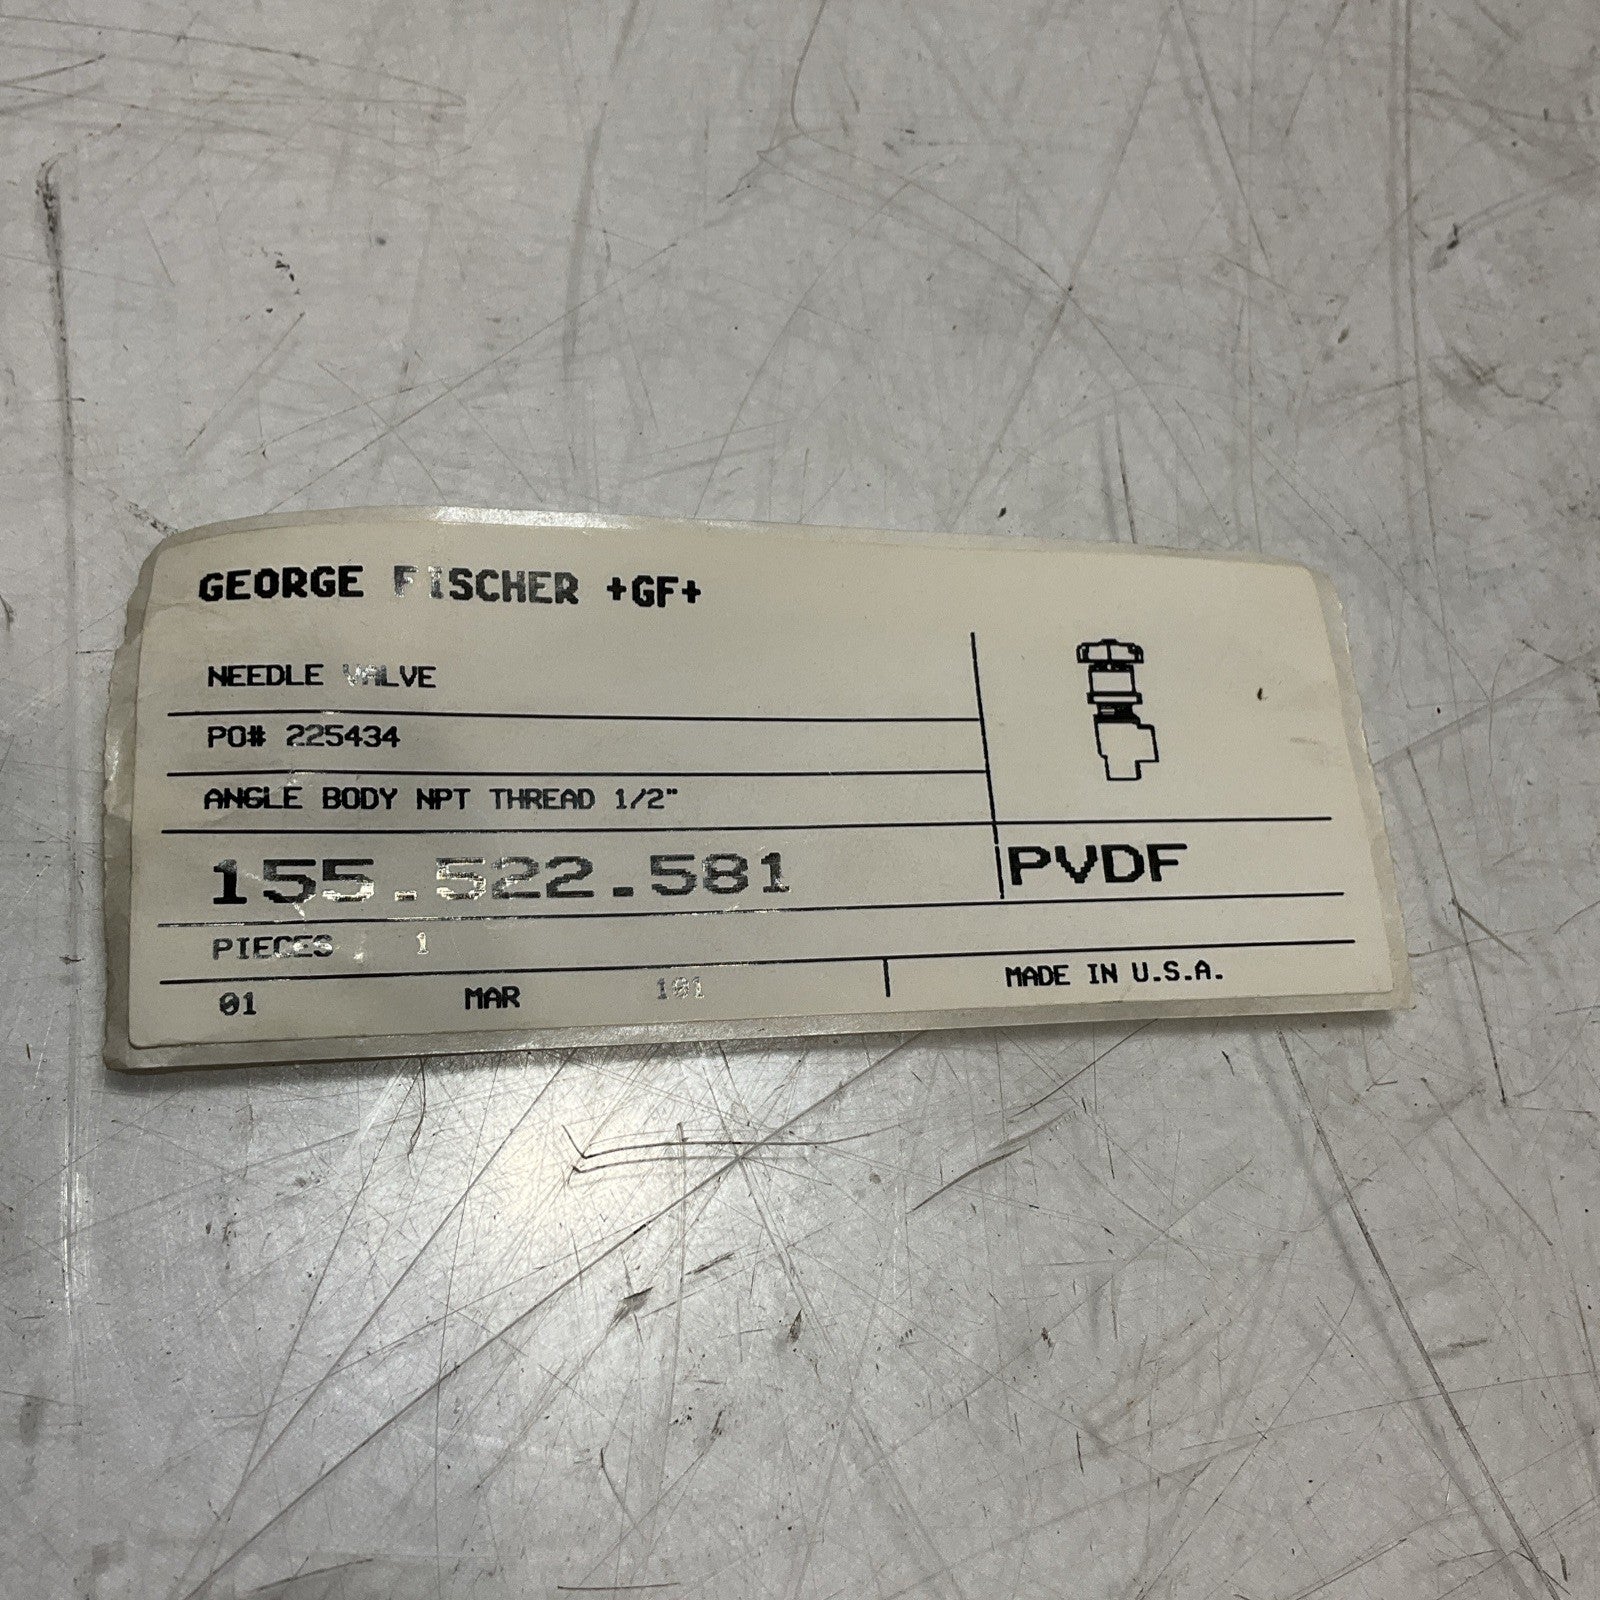 GEORGE FISCHER +GF+
NEEDLE VALVE
PO# 225434
ANGLE BODY NPT THREAD 1/2"
155.522.581 PVDF
PIECES 1
01 MAR 101 MADE IN U.S.A.